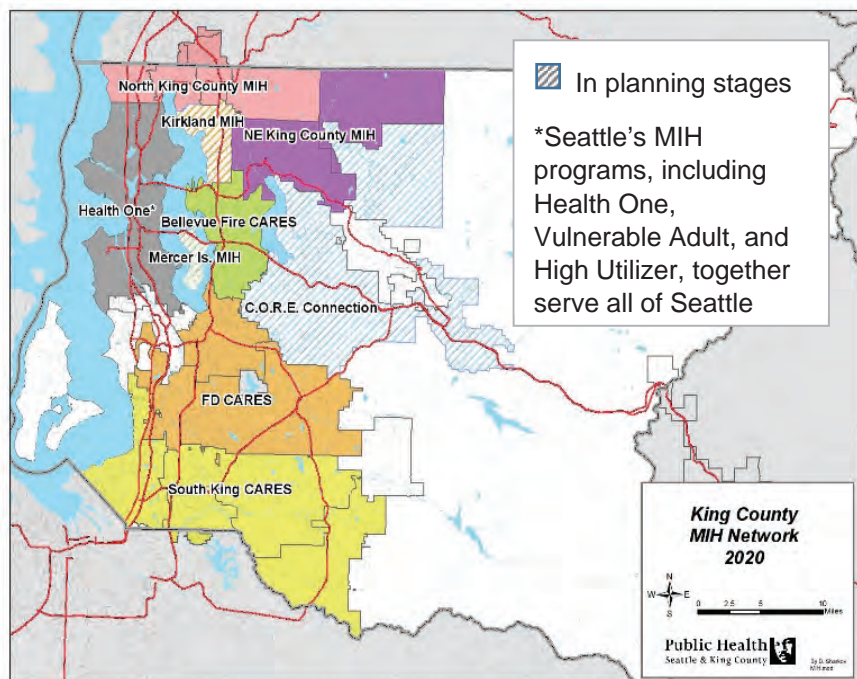 In planning stages
*Seattle's MIH
programs, including
Health One,
Vulnerable Adult, and
High Utilizer, together
serve all of Seattle
North King County MIH
Kirkland MIH
NE King County MIH
Health One*
Bellevue Fire CARES
Mercer Is. MIH
C.O.R.E. Connection
FD CARES
South King CARES
King County
MIH Network
2020
N
W E
S
0 2.5 5 10
Miles
Public Health
Seattle & King County